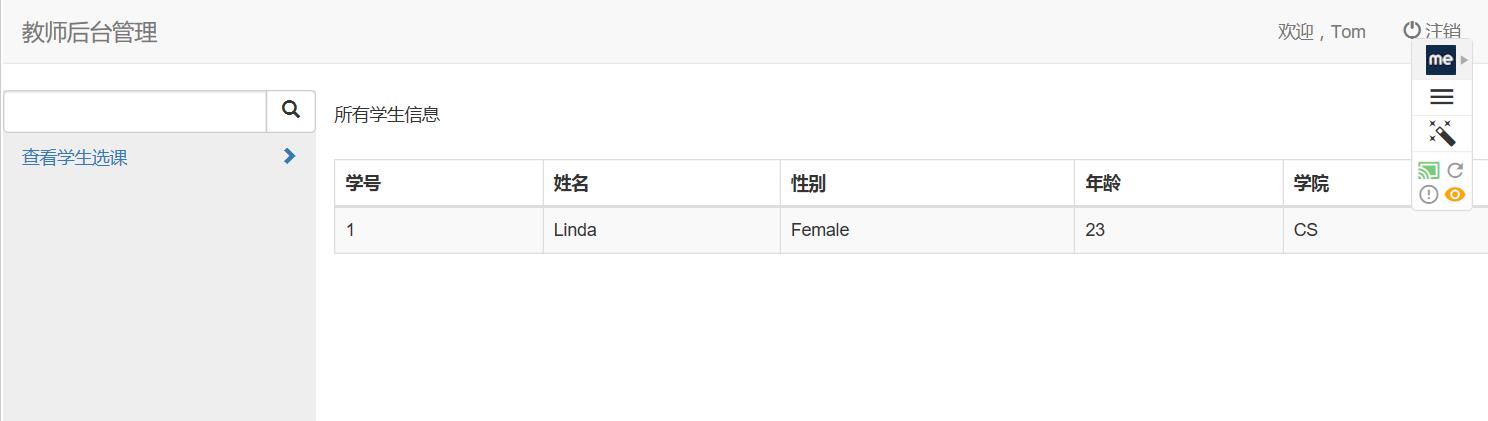 教师后台管理 欢迎，Tom 注销
me
所有学生信息
查看学生选课
学号 姓名 性别 年龄 学院
1 Linda Female 23 CS